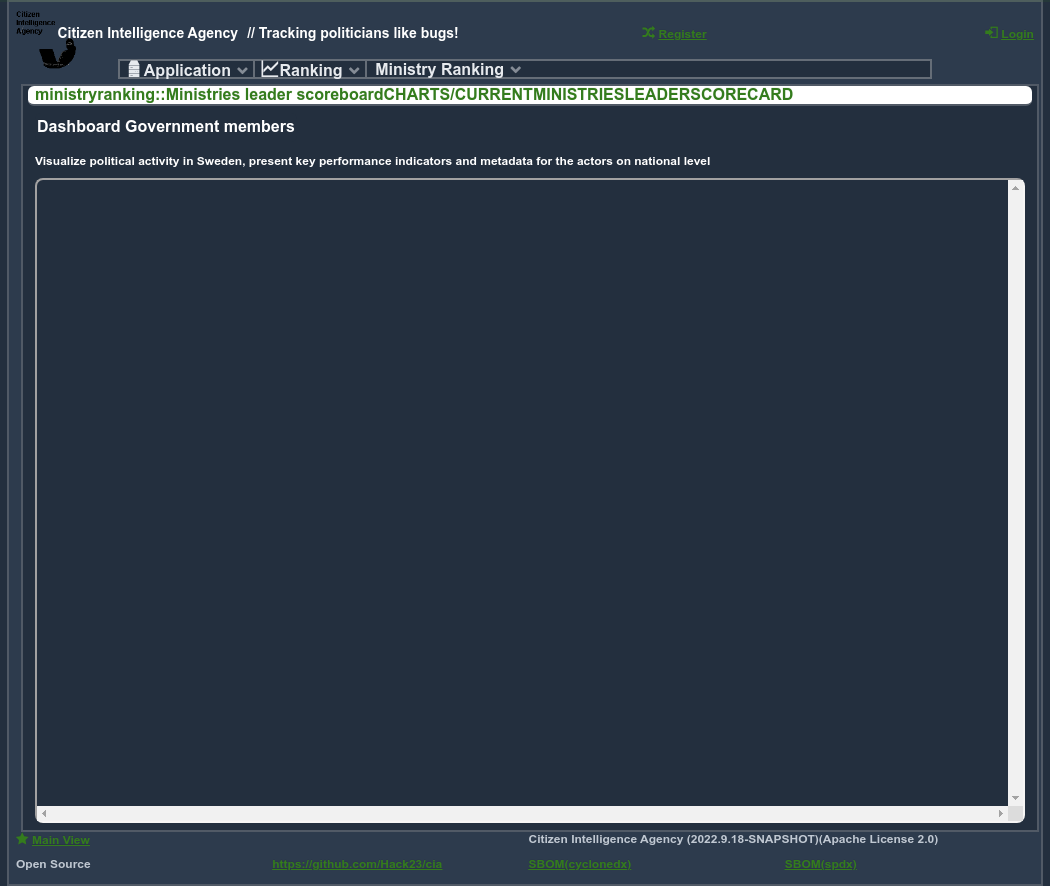 Citizen
Intelligence
Agency
Citizen Intelligence Agency // Tracking politicians like bugs!
Register
Login
Application
Ranking
Ministry Ranking
ministryranking::Ministries leader scoreboardCHARTS/CURRENTMINISTRIESLEADERSCORECARD
Dashboard Government members
Visualize political activity in Sweden, present key performance indicators and metadata for the actors on national level
Main View
Citizen Intelligence Agency (2022.9.18-SNAPSHOT)(Apache License 2.0)
Open Source
https://github.com/Hack23/cia
SBOM(cyclonedx)
SBOM(spdx)